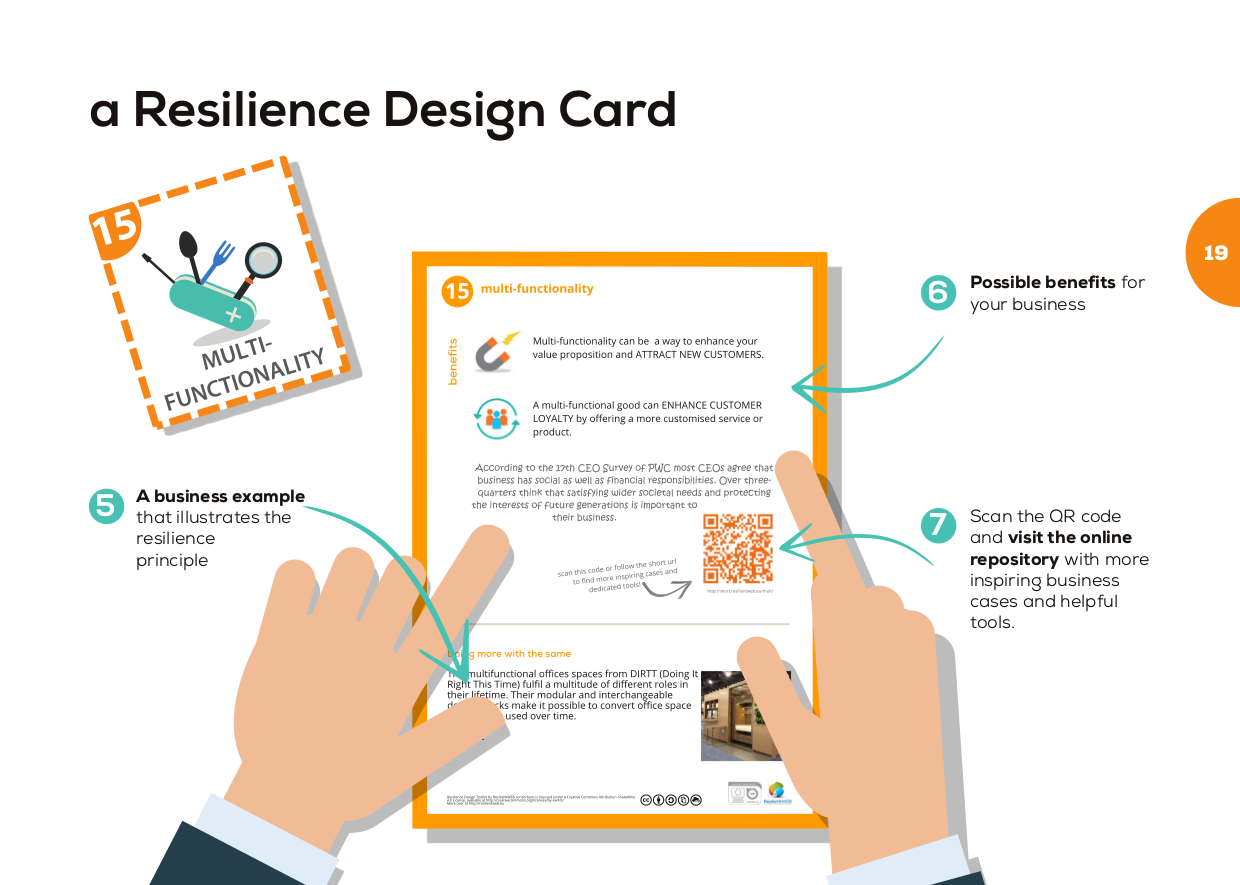 a Resilience Design Card
15
MULTI-
FUNCTIONALITY
19
15 multi-functionality
benefits
Multi-functionality can be a way to enhance your
value proposition and ATTRACT NEW CUSTOMERS.
A multi-functional good can ENHANCE CUSTOMER
LOYALTY by offering a more customised service or
product.
According to the 17th CEO Survey of PWC most CEOs agree that
business has social as well as financial responsibilities. Over three-
quarters think that satisfying wider societal needs and protecting
the interests of future generations is important to
their business.
scan this code or follow the short url
to find more inspiring cases and
dedicated tools!
more with the same
multifunctional offices spaces from DIRTT (Doing It
Right This Time) fulfil a multitude of different roles in
their lifetime. Their modular and interchangeable
make it possible to convert office space
used over time.
5
A business example
that illustrates the
resilience
principle
6
Possible benefits for
your business
7
Scan the QR code
and visit the online
repository with more
inspiring business
cases and helpful
tools.